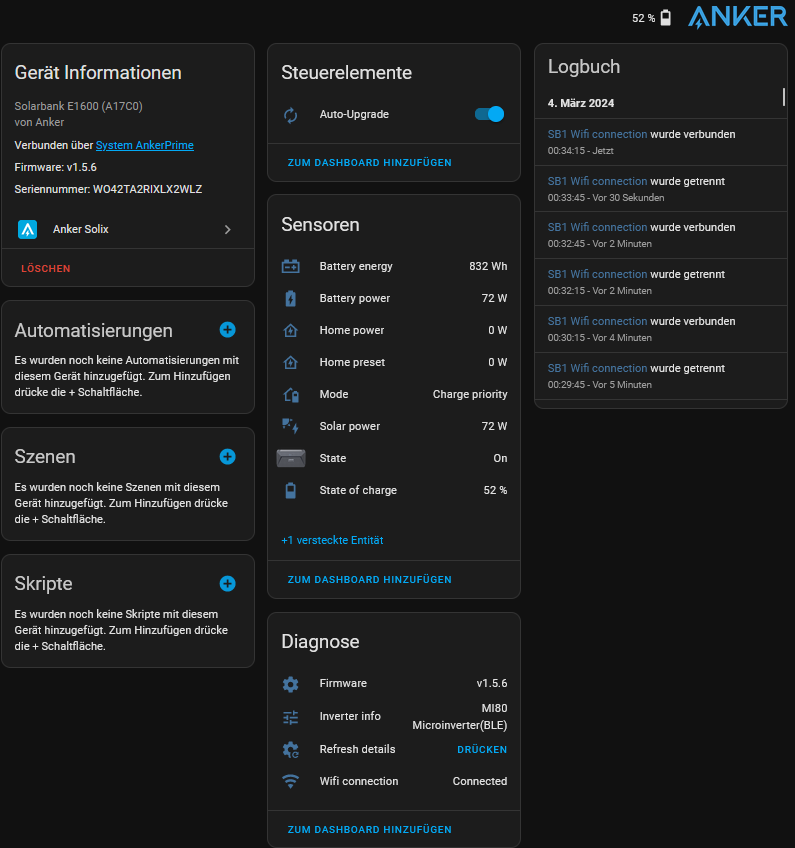 52 %
ANKER
Gerät Informationen
Solarbank E1600 (A17C0)
von Anker
Verbunden über System AnkerPrime
Firmware: v1.5.6
Seriennummer: WO42TA2RIXLX2WLZ
Anker Solix
LÖSCHEN
Automatisierungen
Es wurden noch keine Automatisierungen mit
diesem Gerät hinzugefügt. Zum Hinzufügen
drücke die + Schaltfläche.
Szenen
Es wurden noch keine Szenen mit diesem
Gerät hinzugefügt. Zum Hinzufügen drücke
die + Schaltfläche.
Skripte
Es wurden noch keine Skripte mit diesem
Gerät hinzugefügt. Zum Hinzufügen drücke
die + Schaltfläche.
Steuerelemente
Auto-Upgrade
ZUM DASHBOARD HINZUFÜGEN
Sensoren
Battery energy 832 Wh
Battery power 72 W
Home power 0 W
Home preset 0 W
Mode Charge priority
Solar power 72 W
State On
State of charge 52 %
+1 versteckte Entität
ZUM DASHBOARD HINZUFÜGEN
Diagnose
Firmware v1.5.6
Inverter info MI80
Microinverter(BLE)
Refresh details DRÜCKEN
Wifi connection Connected
ZUM DASHBOARD HINZUFÜGEN
Logbuch
4. März 2024
SB1 Wifi connection wurde verbunden
00:34:15 - Jetzt
SB1 Wifi connection wurde getrennt
00:33:45 - Vor 30 Sekunden
SB1 Wifi connection wurde verbunden
00:32:45 - Vor 2 Minuten
SB1 Wifi connection wurde getrennt
00:32:15 - Vor 2 Minuten
SB1 Wifi connection wurde verbunden
00:30:15 - Vor 4 Minuten
SB1 Wifi connection wurde getrennt
00:29:45 - Vor 5 Minuten